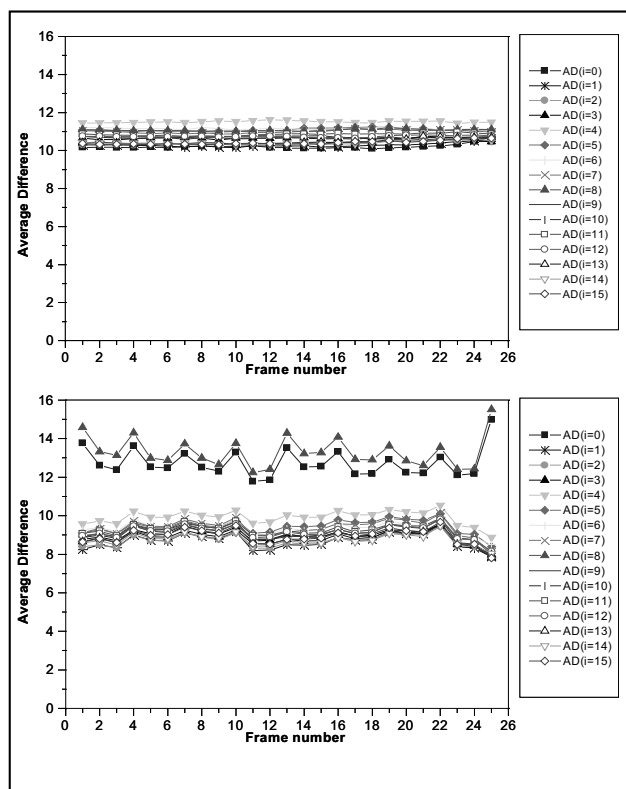 16
14
12
10
8
6
4
2
0
Average Difference
0 2 4 6 8 10 12 14 16 18 20 22 24 26
Frame number
AD(i=0)
AD(i=1)
AD(i=2)
AD(i=3)
AD(i=4)
AD(i=5)
AD(i=6)
AD(i=7)
AD(i=8)
AD(i=9)
AD(i=10)
AD(i=11)
AD(i=12)
AD(i=13)
AD(i=14)
AD(i=15)
16
14
12
10
8
6
4
2
0
Average Difference
0 2 4 6 8 10 12 14 16 18 20 22 24 26
Frame number
AD(i=0)
AD(i=1)
AD(i=2)
AD(i=3)
AD(i=4)
AD(i=5)
AD(i=6)
AD(i=7)
AD(i=8)
AD(i=9)
AD(i=10)
AD(i=11)
AD(i=12)
AD(i=13)
AD(i=14)
AD(i=15)